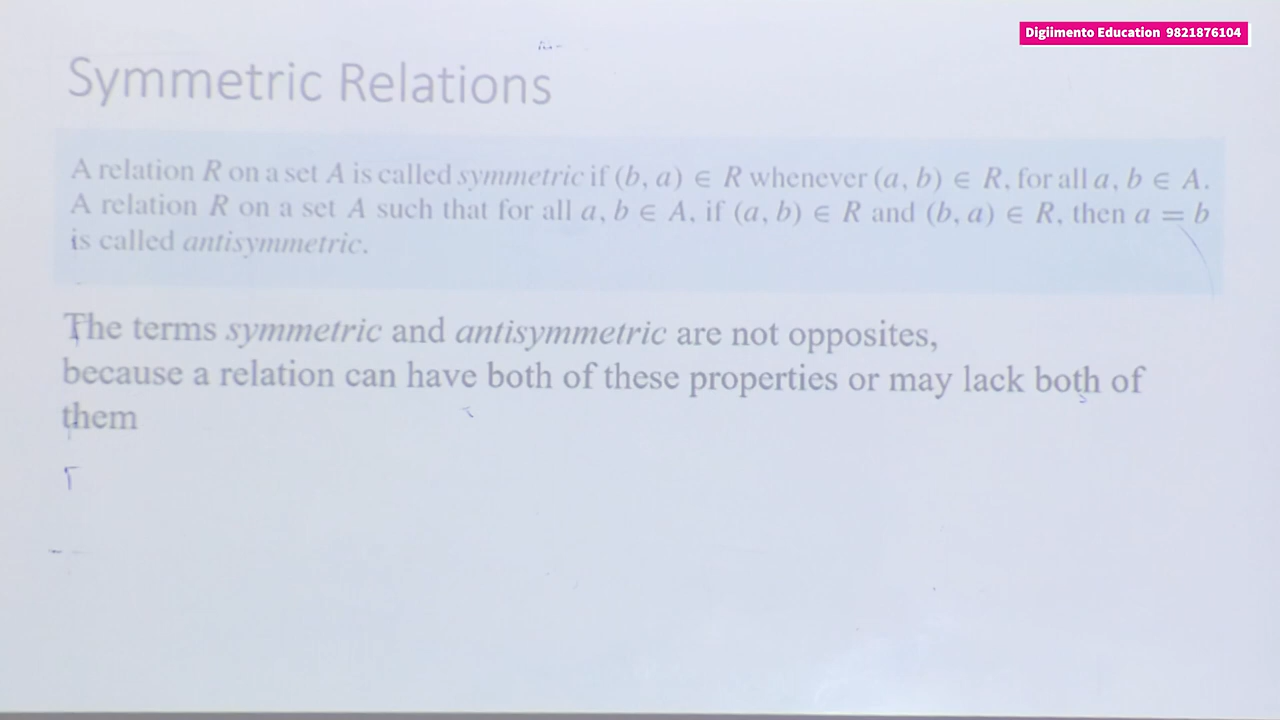 Digiimento Education 9821876104
Symmetric Relations
A relation R on a set A is called symmetric if (b, a) ∈ R whenever (a, b) ∈ R, for all a, b ∈ A.
A relation R on a set A such that for all a, b ∈ A, if (a, b) ∈ R and (b, a) ∈ R, then a = b
is called antisymmetric.
The terms symmetric and antisymmetric are not opposites,
because a relation can have both of these properties or may lack both of
them